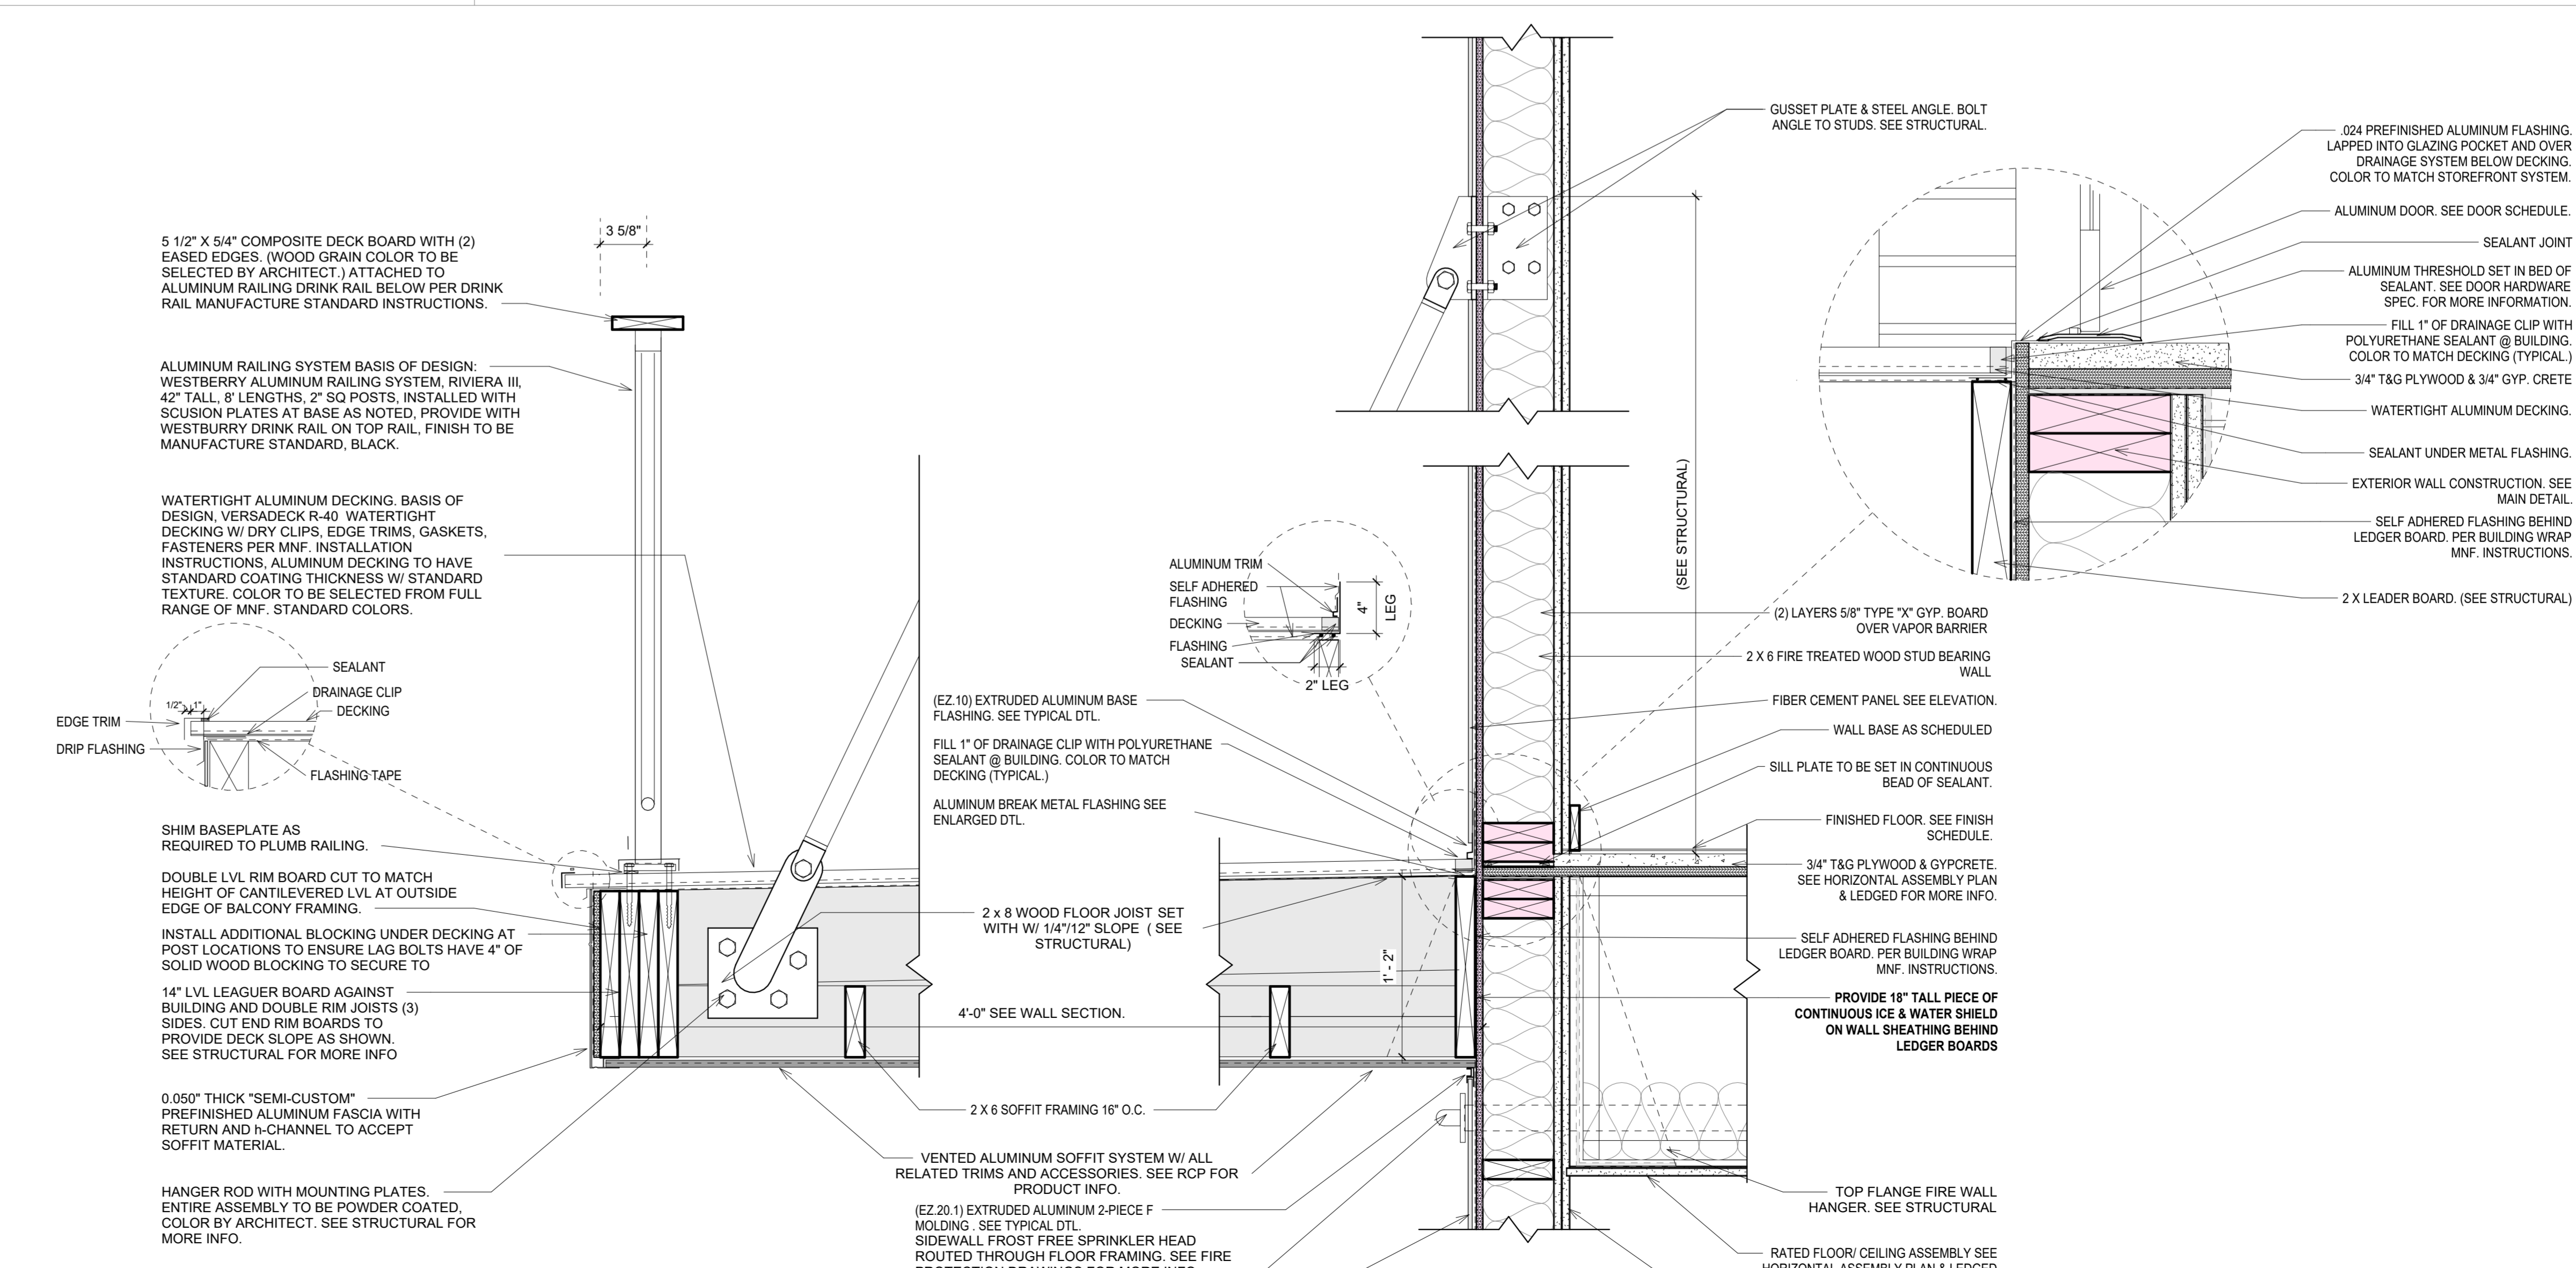 5 1/2" X 5/4" COMPOSITE DECK BOARD WITH (2)
EASED EDGES. (WOOD GRAIN COLOR TO BE
SELECTED BY ARCHITECT.) ATTACHED TO
ALUMINUM RAILING DRINK RAIL BELOW PER DRINK
RAIL MANUFACTURE STANDARD INSTRUCTIONS.
ALUMINUM RAILING SYSTEM BASIS OF DESIGN:
WESTBERRY ALUMINUM RAILING SYSTEM, RIVIERA III,
42" TALL, 8' LENGTHS, 2" SQ POSTS, INSTALLED WITH
SCUSION PLATES AT BASE AS NOTED, PROVIDE WITH
WESTBURRY DRINK RAIL ON TOP RAIL, FINISH TO BE
MANUFACTURE STANDARD, BLACK.
WATERTIGHT ALUMINUM DECKING. BASIS OF
DESIGN, VERSADECK R-40 WATERTIGHT
DECKING W/ DRY CLIPS, EDGE TRIMS, GASKETS,
FASTENERS PER MNF. INSTALLATION
INSTRUCTIONS, ALUMINUM DECKING TO HAVE
STANDARD COATING THICKNESS W/ STANDARD
TEXTURE. COLOR TO BE SELECTED FROM FULL
RANGE OF MNF. STANDARD COLORS.
SEALANT
DRAINAGE CLIP
1/2" 1"
DECKING
EDGE TRIM
DRIP FLASHING
FLASHING TAPE
SHIM BASEPLATE AS
REQUIRED TO PLUMB RAILING.
DOUBLE LVL RIM BOARD CUT TO MATCH
HEIGHT OF CANTILEVERED LVL AT OUTSIDE
EDGE OF BALCONY FRAMING.
INSTALL ADDITIONAL BLOCKING UNDER DECKING AT
POST LOCATIONS TO ENSURE LAG BOLTS HAVE 4" OF
SOLID WOOD BLOCKING TO SECURE TO
14" LVL LEAGUER BOARD AGAINST
BUILDING AND DOUBLE RIM JOISTS (3)
SIDES. CUT END RIM BOARDS TO
PROVIDE DECK SLOPE AS SHOWN.
SEE STRUCTURAL FOR MORE INFO
0.050" THICK "SEMI-CUSTOM"
PREFINISHED ALUMINUM FASCIA WITH
RETURN AND h-CHANNEL TO ACCEPT
SOFFIT MATERIAL.
HANGER ROD WITH MOUNTING PLATES.
ENTIRE ASSEMBLY TO BE POWDER COATED,
COLOR BY ARCHITECT. SEE STRUCTURAL FOR
MORE INFO.
3 5/8"
ALUMINUM TRIM
SELF ADHERED
FLASHING
DECKING
FLASHING
SEALANT
4"
LEG
2" LEG
(EZ.10) EXTRUDED ALUMINUM BASE
FLASHING. SEE TYPICAL DTL.
FILL 1" OF DRAINAGE CLIP WITH POLYURETHANE
SEALANT @ BUILDING. COLOR TO MATCH
DECKING (TYPICAL.)
ALUMINUM BREAK METAL FLASHING SEE
ENLARGED DTL.
2 x 8 WOOD FLOOR JOIST SET
WITH W/ 1/4"/12" SLOPE ( SEE
STRUCTURAL)
1' - 2"
4'-0" SEE WALL SECTION.
2 X 6 SOFFIT FRAMING 16" O.C.
VENTED ALUMINUM SOFFIT SYSTEM W/ ALL
RELATED TRIMS AND ACCESSORIES. SEE RCP FOR
PRODUCT INFO.
(EZ.20.1) EXTRUDED ALUMINUM 2-PIECE F
MOLDING . SEE TYPICAL DTL.
SIDEWALL FROST FREE SPRINKLER HEAD
ROUTED THROUGH FLOOR FRAMING. SEE FIRE
PROTECTION DRAWINGS FOR MORE INFO
GUSSET PLATE & STEEL ANGLE. BOLT
ANGLE TO STUDS. SEE STRUCTURAL.
(SEE STRUCTURAL)
(2) LAYERS 5/8" TYPE "X" GYP. BOARD
OVER VAPOR BARRIER
2 X 6 FIRE TREATED WOOD STUD BEARING
WALL
FIBER CEMENT PANEL SEE ELEVATION.
WALL BASE AS SCHEDULED
SILL PLATE TO BE SET IN CONTINUOUS
BEAD OF SEALANT.
FINISHED FLOOR. SEE FINISH
SCHEDULE.
3/4" T&G PLYWOOD & GYPCRETE.
SEE HORIZONTAL ASSEMBLY PLAN
& LEDGED FOR MORE INFO.
SELF ADHERED FLASHING BEHIND
LEDGER BOARD. PER BUILDING WRAP
MNF. INSTRUCTIONS.
PROVIDE 18" TALL PIECE OF
CONTINUOUS ICE & WATER SHIELD
ON WALL SHEATHING BEHIND
LEDGER BOARDS
TOP FLANGE FIRE WALL
HANGER. SEE STRUCTURAL
RATED FLOOR/ CEILING ASSEMBLY SEE
HORIZONTAL ASSEMBLY PLAN & LEDGED
.024 PREFINISHED ALUMINUM FLASHING.
LAPPED INTO GLAZING POCKET AND OVER
DRAINAGE SYSTEM BELOW DECKING.
COLOR TO MATCH STOREFRONT SYSTEM.
ALUMINUM DOOR. SEE DOOR SCHEDULE.
SEALANT JOINT
ALUMINUM THRESHOLD SET IN BED OF
SEALANT. SEE DOOR HARDWARE
SPEC. FOR MORE INFORMATION.
FILL 1" OF DRAINAGE CLIP WITH
POLYURETHANE SEALANT @ BUILDING.
COLOR TO MATCH DECKING (TYPICAL.)
3/4" T&G PLYWOOD & 3/4" GYP. CRETE
WATERTIGHT ALUMINUM DECKING.
SEALANT UNDER METAL FLASHING.
EXTERIOR WALL CONSTRUCTION. SEE
MAIN DETAIL.
SELF ADHERED FLASHING BEHIND
LEDGER BOARD. PER BUILDING WRAP
MNF. INSTRUCTIONS.
2 X LEADER BOARD. (SEE STRUCTURAL)